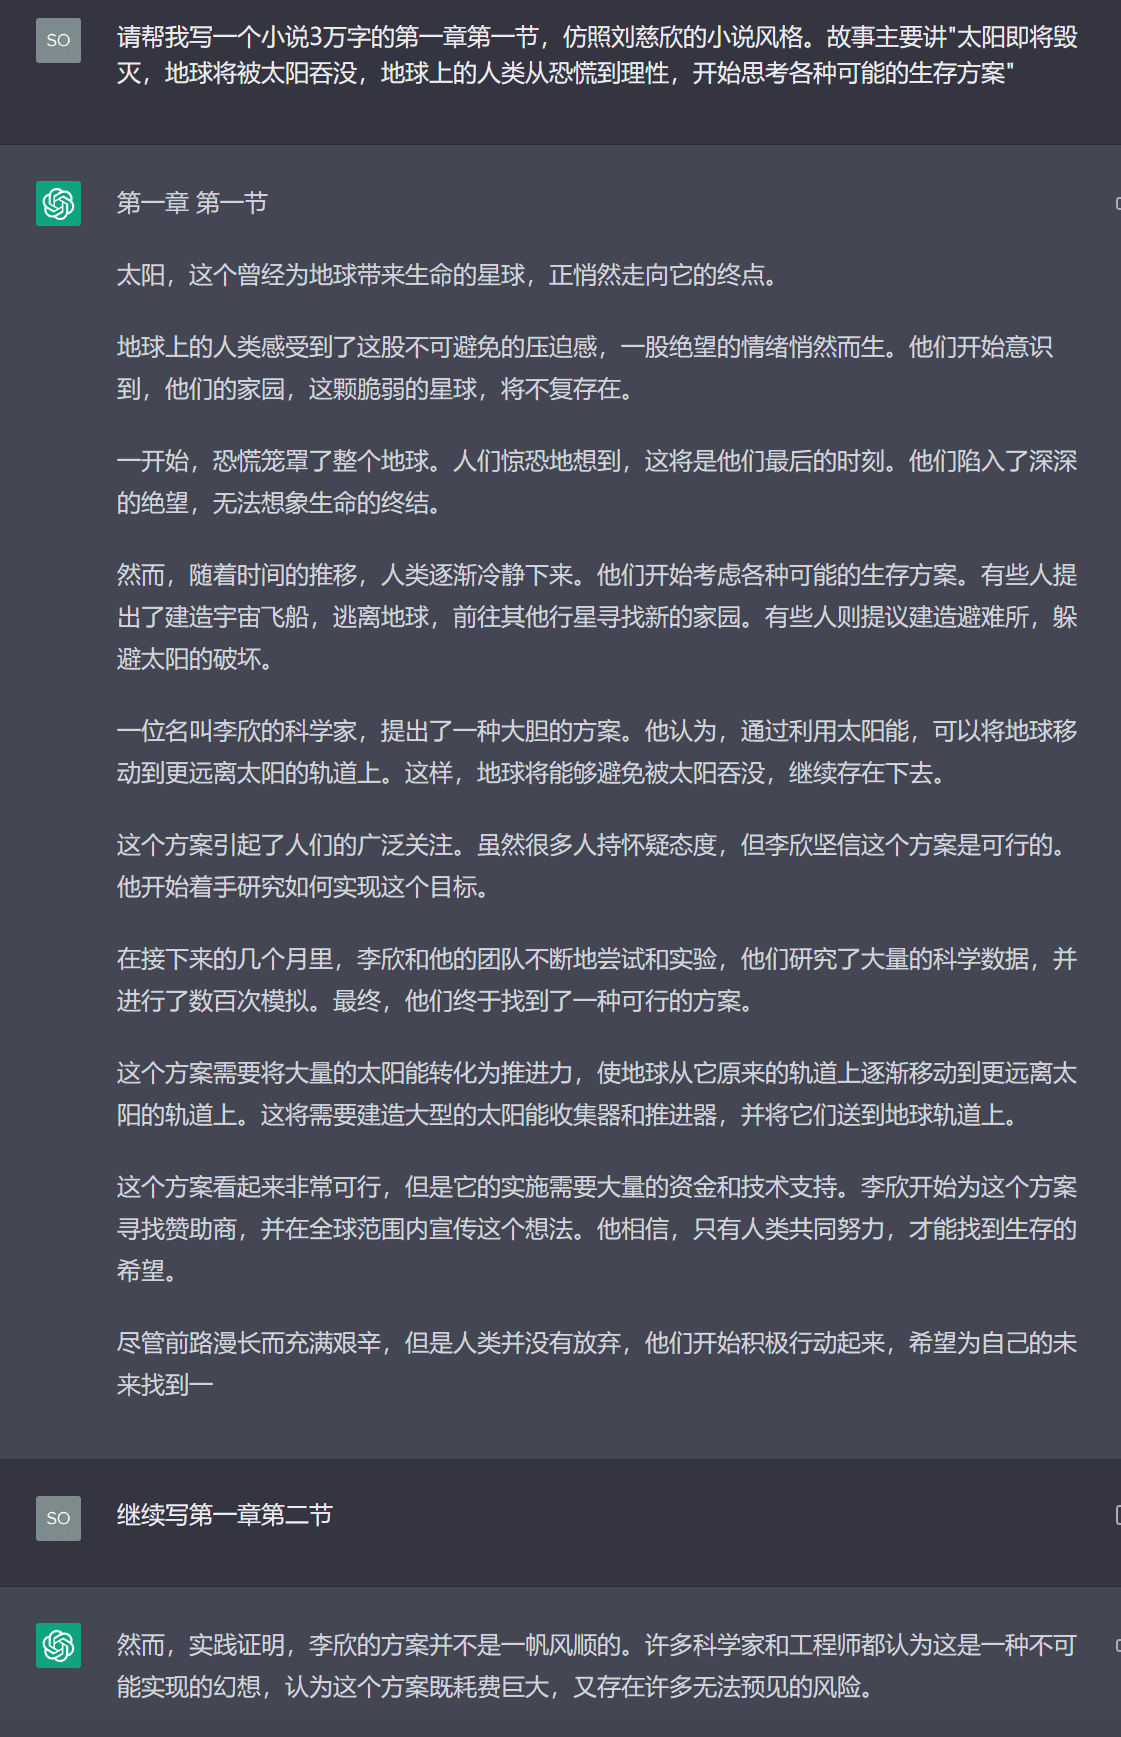 SO
请帮我写一个小说3万字的第一章第一节，仿照刘慈欣的小说风格。故事主要讲"太阳即将毁
灭，地球将被太阳吞没，地球上的人类从恐慌到理性，开始思考各种可能的生存方案"
第一章 第一节
太阳，这个曾经为地球带来生命的星球，正悄然走向它的终点。
地球上的人类感受到了这股不可避免的压迫感，一股绝望的情绪悄然而生。他们开始意识
到，他们的家园，这颗脆弱的星球，将不复存在。
一开始，恐慌笼罩了整个地球。人们惊恐地想到，这将是他们最后的时刻。他们陷入了深深
的绝望，无法想象生命的终结。
然而，随着时间的推移，人类逐渐冷静下来。他们开始考虑各种可能的生存方案。有些人提
出了建造宇宙飞船，逃离地球，前往其他行星寻找新的家园。有些人则提议建造避难所，躲
避太阳的破坏。
一位名叫李欣的科学家，提出了一种大胆的方案。他认为，通过利用太阳能，可以将地球移
动到更远离太阳的轨道上。这样，地球将能够避免被太阳吞没，继续存在下去。
这个方案引起了人们的广泛关注。虽然很多人持怀疑态度，但李欣坚信这个方案是可行的。
他开始着手研究如何实现这个目标。
在接下来的几个月里，李欣和他的团队不断地尝试和实验，他们研究了大量的科学数据，并
进行了数百次模拟。最终，他们终于找到了一种可行的方案。
这个方案需要将大量的太阳能转化为推进力，使地球从它原来的轨道上逐渐移动到更远离太
阳的轨道上。这将需要建造大型的太阳能收集器和推进器，并将它们送到地球轨道上。
这个方案看起来非常可行，但是它的实施需要大量的资金和技术支持。李欣开始为这个方案
寻找赞助商，并在全球范围内宣传这个想法。他相信，只有人类共同努力，才能找到生存的
希望。
尽管前路漫长而充满艰辛，但是人类并没有放弃，他们开始积极行动起来，希望为自己的未
来找到一
SO
继续写第一章第二节
然而，实践证明，李欣的方案并不是一帆风顺的。许多科学家和工程师都认为这是一种不可
能实现的幻想，认为这个方案既耗费巨大，又存在许多无法预见的风险。